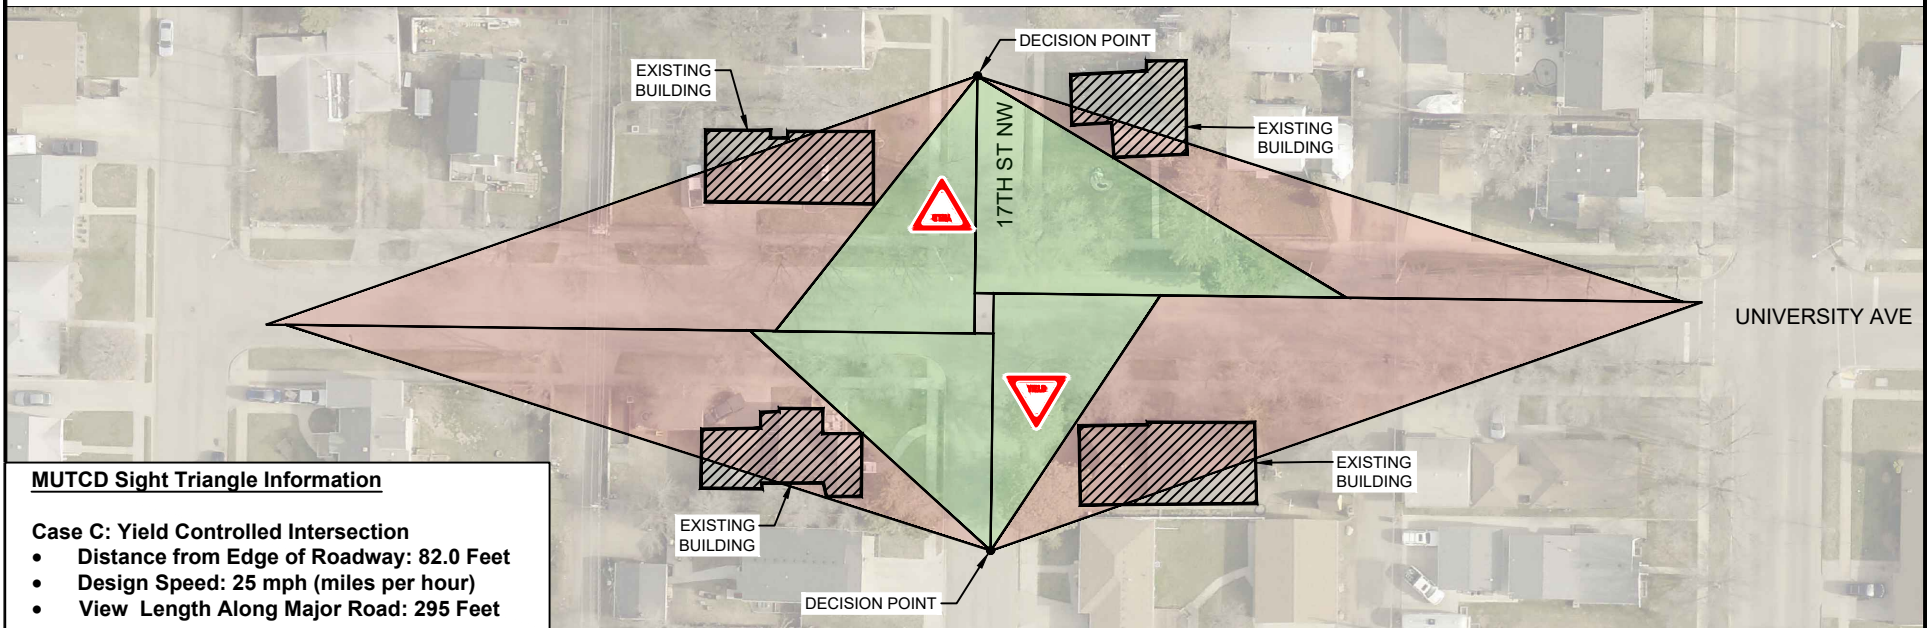 DECISION POINT
EXISTING
BUILDING
17TH ST NW
EXISTING
BUILDING
YIELD
UNIVERSITY AVE
YIELD
EXISTING
BUILDING
EXISTING
BUILDING
DECISION POINT
MUTCD Sight Triangle Information
Case C: Yield Controlled Intersection
• Distance from Edge of Roadway: 82.0 Feet
• Design Speed: 25 mph (miles per hour)
• View Length Along Major Road: 295 Feet